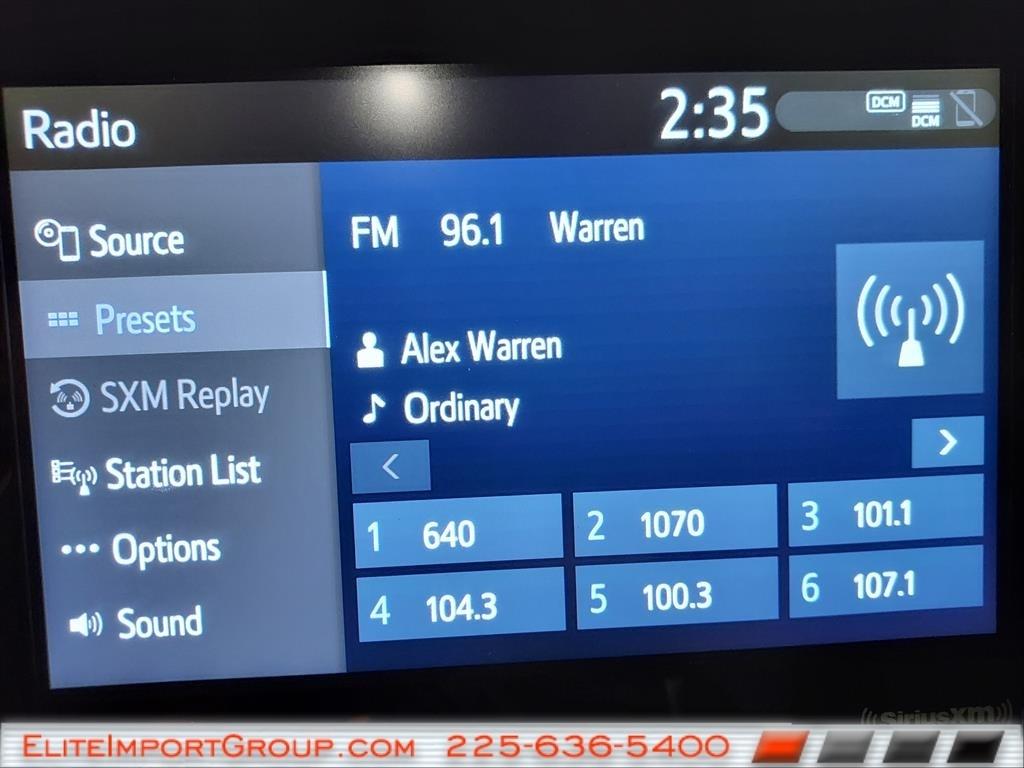 Radio 2:35 DCM DCM
Source
FM 96.1 Warren
Presets
Alex Warren
SXM Replay
Ordinary
<
>
Station List
1 640 2 1070 3 101.1
Options
4 104.3 5 100.3 6 107.1
Sound
SiriusXM
EliteImportGroup.com 225-636-5400